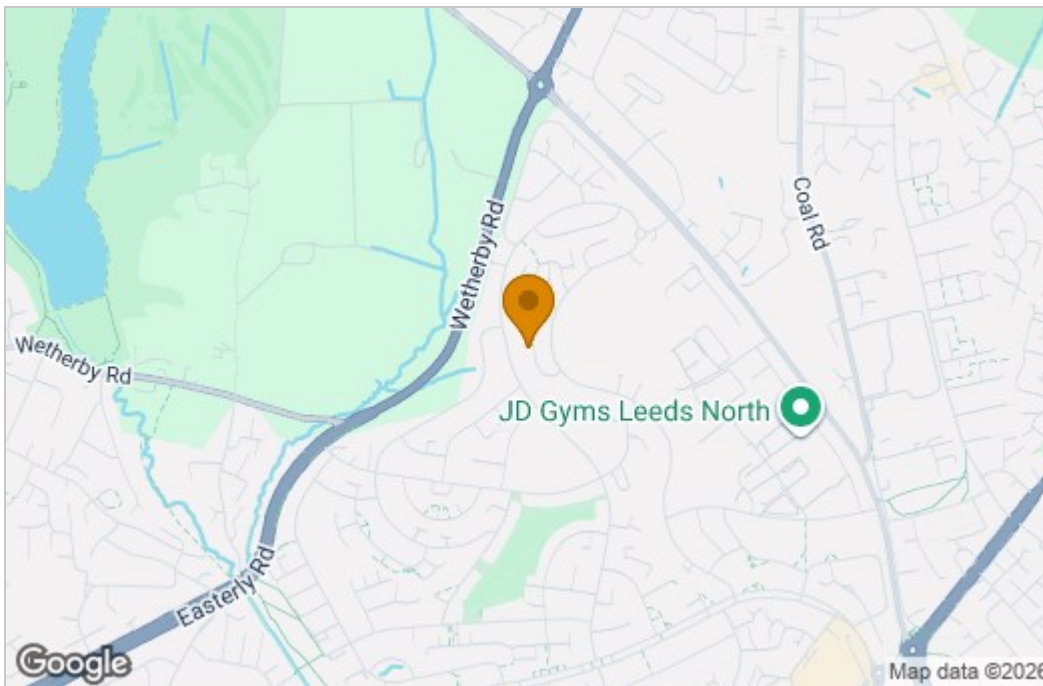 Coal Rd
Wetherby Rd
Wetherby Rd
JD Gyms Leeds North
Easterly Rd
Google
Map data ©2026